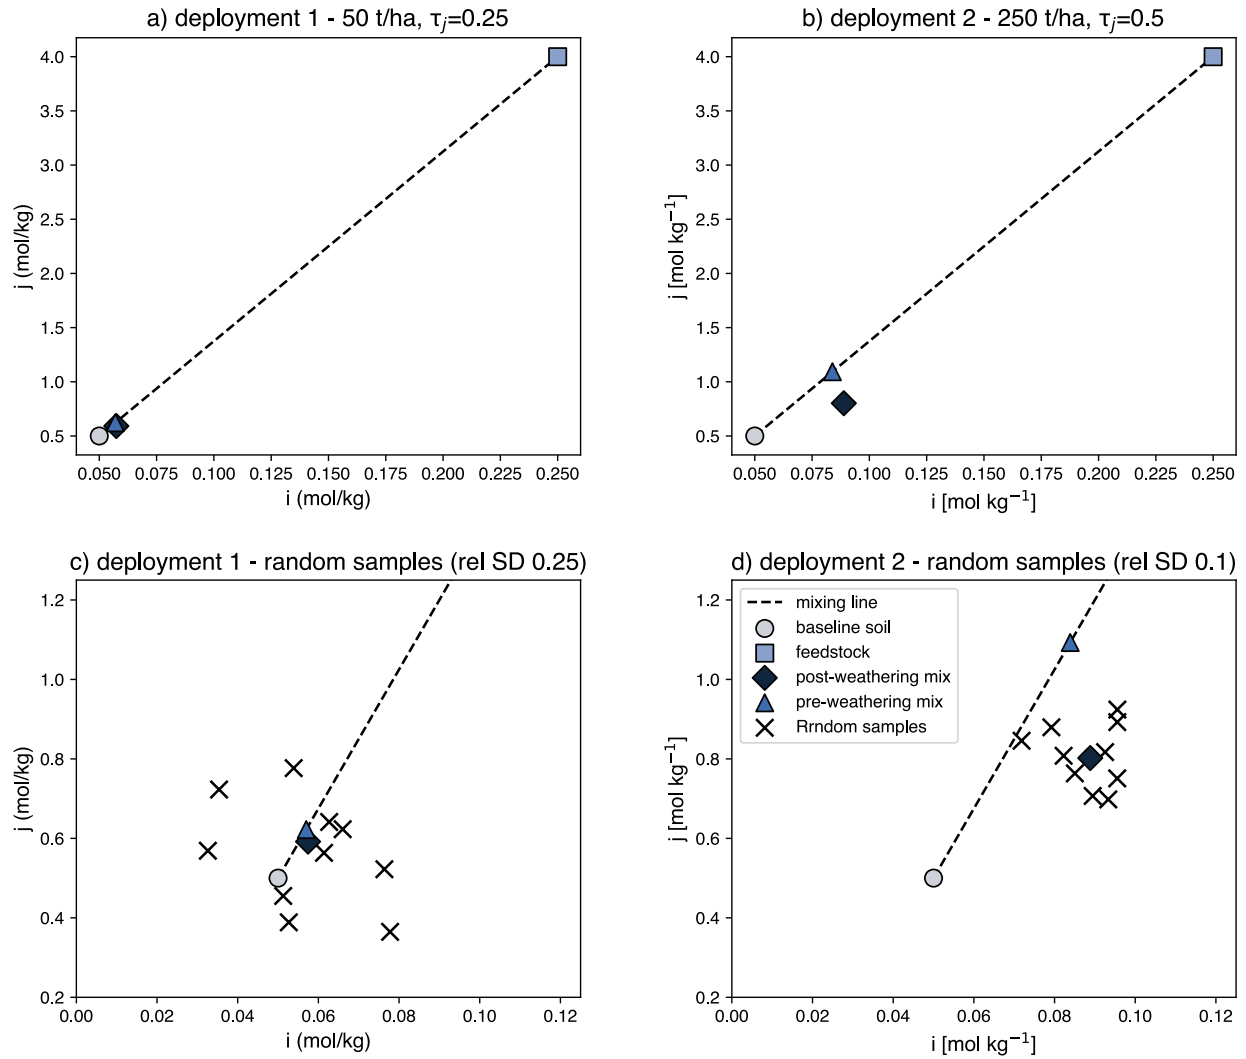 a) deployment 1 - 50 t/ha, τj=0.25
4.0
3.5
3.0
2.5
2.0
1.5
1.0
0.5
j (mol/kg)
0.050 0.075 0.100 0.125 0.150 0.175 0.200 0.225 0.250
i (mol/kg)
b) deployment 2 - 250 t/ha, τj=0.5
4.0
3.5
3.0
2.5
2.0
1.5
1.0
0.5
j [mol kg⁻¹]
0.050 0.075 0.100 0.125 0.150 0.175 0.200 0.225 0.250
i [mol kg⁻¹]
c) deployment 1 - random samples (rel SD 0.25)
1.2
1.0
0.8
0.6
0.4
0.2
j (mol/kg)
0.00 0.02 0.04 0.06 0.08 0.10 0.12
i (mol/kg)
d) deployment 2 - random samples (rel SD 0.1)
mixing line
baseline soil
feedstock
post-weathering mix
pre-weathering mix
Rrndom samples
1.2
1.0
0.8
0.6
0.4
0.2
j [mol kg⁻¹]
0.00 0.02 0.04 0.06 0.08 0.10 0.12
i [mol kg⁻¹]